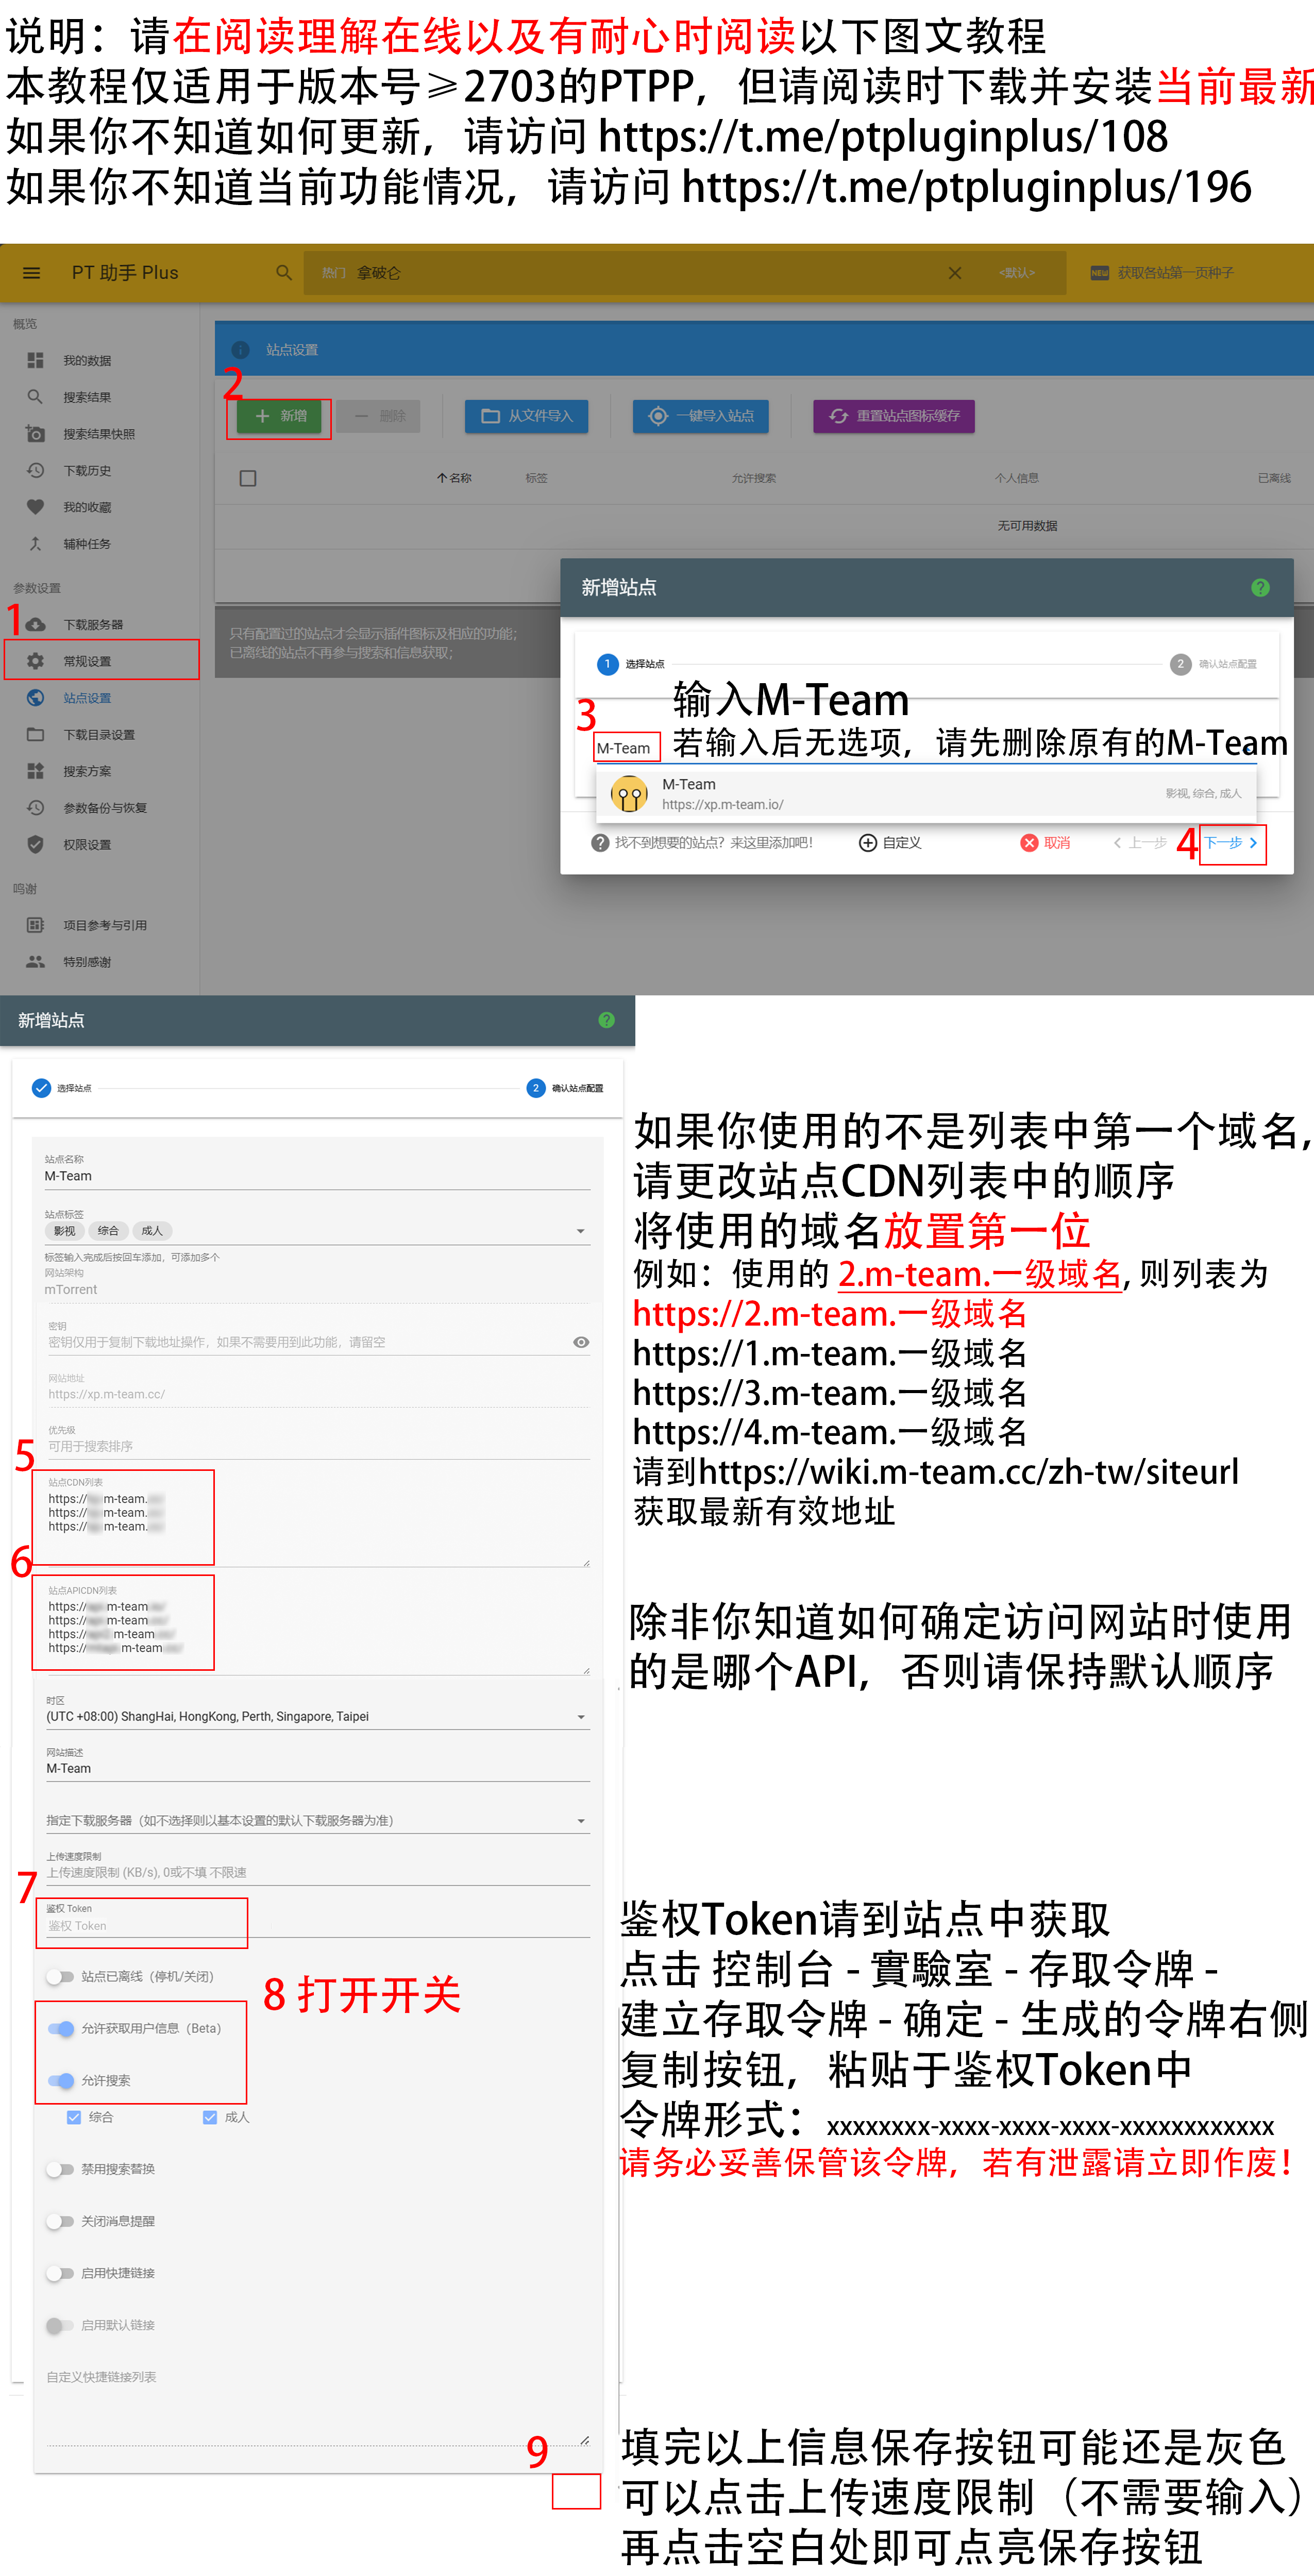 说明：请在阅读理解在线以及有耐心时阅读以下图文教程
本教程仅适用于版本号≥2703的PTPP，但请阅读时下载并安装当前最新
如果你不知道如何更新，请访问 https://t.me/ptpluginplus/108
如果你不知道当前功能情况，请访问 https://t.me/ptpluginplus/196
PT 助手 Plus
热门 拿破仑
<默认>
NEW 获取各站第一页种子
概览
我的数据
搜索结果
搜索结果快照
下载历史
我的收藏
辅种任务
参数设置
1
下载服务器
常规设置
站点设置
下载目录设置
搜索方案
参数备份与恢复
权限设置
鸣谢
项目参考与引用
特别感谢
站点设置
2
新增
删除
从文件导入
一键导入站点
重置站点图标缓存
名称 标签 允许搜索 个人信息 已离线
无可用数据
只有配置过的站点才会显示插件图标及相应的功能；
已离线的站点不再参与搜索和信息获取；
新增站点
1 选择站点
2 确认站点配置
输入M-Team
3
M-Team
若输入后无选项，请先删除原有的M-Team
M-Team
https://xp.m-team.io/
影视, 综合, 成人
找不到想要的站点？来这里添加吧！
自定义
取消
上一步
4
下一步
新增站点
选择站点
2 确认站点配置
站点名称
M-Team
站点标签
影视 综合 成人
标签输入完成后按回车添加，可添加多个
网站架构
mTorrent
密钥
密钥仅用于复制下载地址操作，如果不需要用到此功能，请留空
网站地址
https://xp.m-team.cc/
优先级
可用于搜索排序
5
站点CDN列表
https:// m-team.
https:// m-team.
https:// m-team.
6
站点APICDN列表
https:// m-team
https:// m-team
https:// m-team
https:// m-team
时区
(UTC +08:00) ShangHai, HongKong, Perth, Singapore, Taipei
网站描述
M-Team
指定下载服务器（如不选择则以基本设置的默认下载服务器为准）
上传速度限制
上传速度限制 (KB/s), 0或不填 不限速
7
鉴权 Token
鉴权 Token
站点已离线（停机/关闭）
8 打开开关
允许获取用户信息（Beta）
允许搜索
综合 成人
禁用搜索替换
关闭消息提醒
启用快捷链接
启用默认链接
自定义快捷链接列表
9
如果你使用的不是列表中第一个域名,
请更改站点CDN列表中的顺序
将使用的域名放置第一位
例如：使用的 2.m-team.一级域名, 则列表为
https://2.m-team.一级域名
https://1.m-team.一级域名
https://3.m-team.一级域名
https://4.m-team.一级域名
请到https://wiki.m-team.cc/zh-tw/siteurl
获取最新有效地址
除非你知道如何确定访问网站时使用
的是哪个API，否则请保持默认顺序
鉴权Token请到站点中获取
点击 控制台 - 實驗室 - 存取令牌 -
建立存取令牌 - 确定 - 生成的令牌右侧
复制按钮，粘贴于鉴权Token中
令牌形式：xxxxxxxx-xxxx-xxxx-xxxx-xxxxxxxxxxxx
请务必妥善保管该令牌，若有泄露请立即作废！
填完以上信息保存按钮可能还是灰色
可以点击上传速度限制（不需要输入）
再点击空白处即可点亮保存按钮